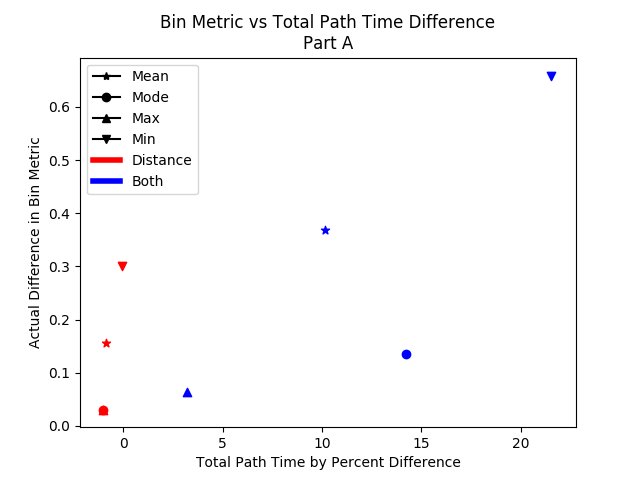 Bin Metric vs Total Path Time Difference
Part A
Mean
Mode
Max
Min
Distance
Both
Actual Difference in Bin Metric
0.6
0.5
0.4
0.3
0.2
0.1
0.0
0 5 10 15 20
Total Path Time by Percent Difference